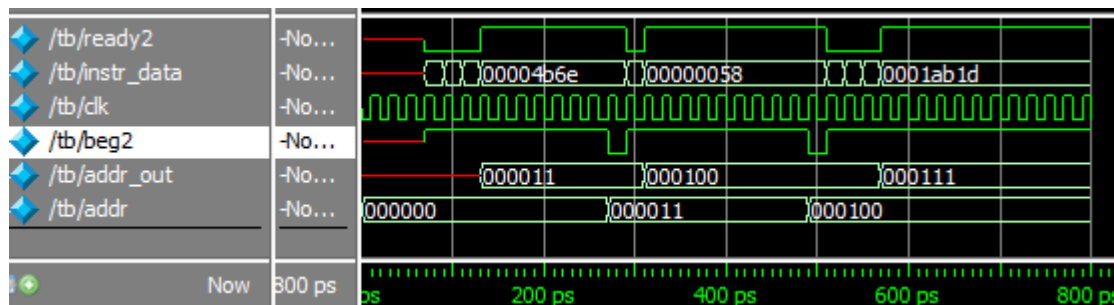 /tb/ready2 -No...
/tb/instr_data -No... 00004b6e 00000058 0001ab1d
/tb/clk -No...
/tb/beg2 -No...
/tb/addr_out -No... 000011 000100 000111
/tb/addr -No... 000000 000011 000100
Now 800 ps ps 200 ps 400 ps 600 ps 800 p